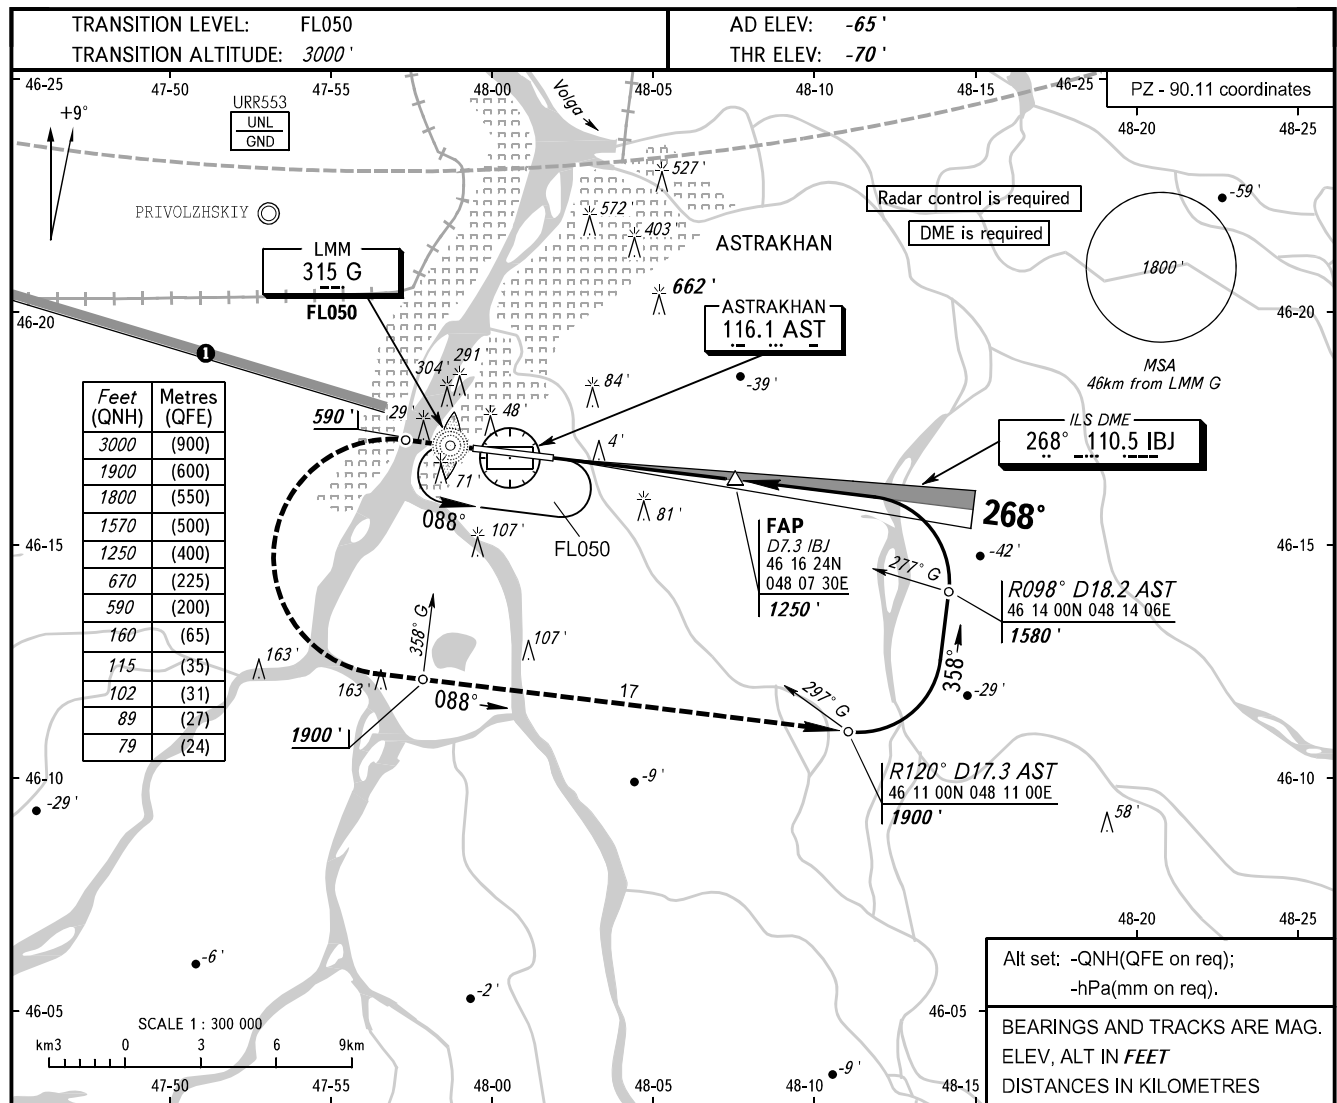 TRANSITION LEVEL: FL050
TRANSITION ALTITUDE: 3000 '
AD ELEV: -65 '
THR ELEV: -70 '
46-25 47-50 47-55 48-00 48-05 48-10 48-15 46-25
PZ - 90.11 coordinates
48-20 48-25
+9°
URR553
UNL
GND
Volga
527 '
-59 '
PRIVOLZHSKIY
572 '
403 '
ASTRAKHAN
Radar control is required
DME is required
LMM
315 G
FL050
662 '
1800 '
ASTRAKHAN
116.1 AST
46-20
46-20
1
MSA
46km from LMM G
304 '
291 '
84 '
-39 '
Feet (QNH) Metres (QFE)
3000 (900)
1900 (600)
1800 (550)
1570 (500)
1250 (400)
670 (225)
590 (200)
160 (65)
115 (35)
102 (31)
89 (27)
79 (24)
590 '
29 '
48
4 '
ILS DME
268° 110.5 IBJ
71 '
088°
107 '
FL050
81 '
268°
FAP
D7.3 IBJ
46 16 24N
048 07 30E
1250 '
46-15
46-15
-42 '
277° G
R098° D18.2 AST
46 14 00N 048 14 06E
1580 '
358° G
107 '
163 '
163 '
088°
17
297° G
358°
-29 '
1900 '
R120° D17.3 AST
46 11 00N 048 11 00E
1900 '
46-10
46-10
-29 '
-9 '
58 '
48-20 48-25
-6 '
-2 '
Alt set: -QNH(QFE on req);
-hPa(mm on req).
46-05
46-05
SCALE 1 : 300 000
km3 0 3 6 9km
-9 '
BEARINGS AND TRACKS ARE MAG.
ELEV, ALT IN FEET
DISTANCES IN KILOMETRES
47-50 47-55 48-00 48-05 48-10 48-15